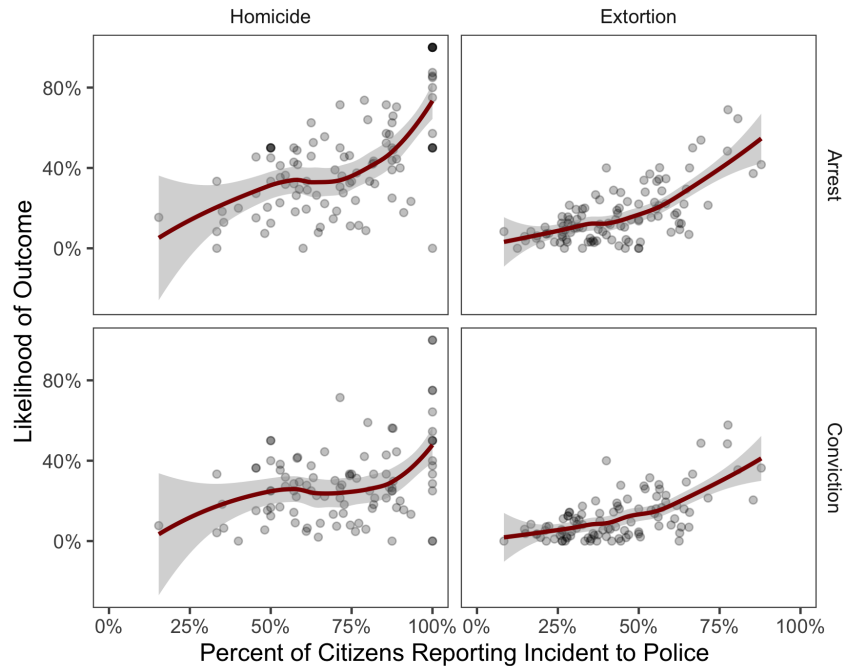 Homicide Extortion
80%
40%
0%
Arrest
Likelihood of Outcome
80%
40%
0%
Conviction
0% 25% 50% 75% 100% 0% 25% 50% 75% 100%
Percent of Citizens Reporting Incident to Police